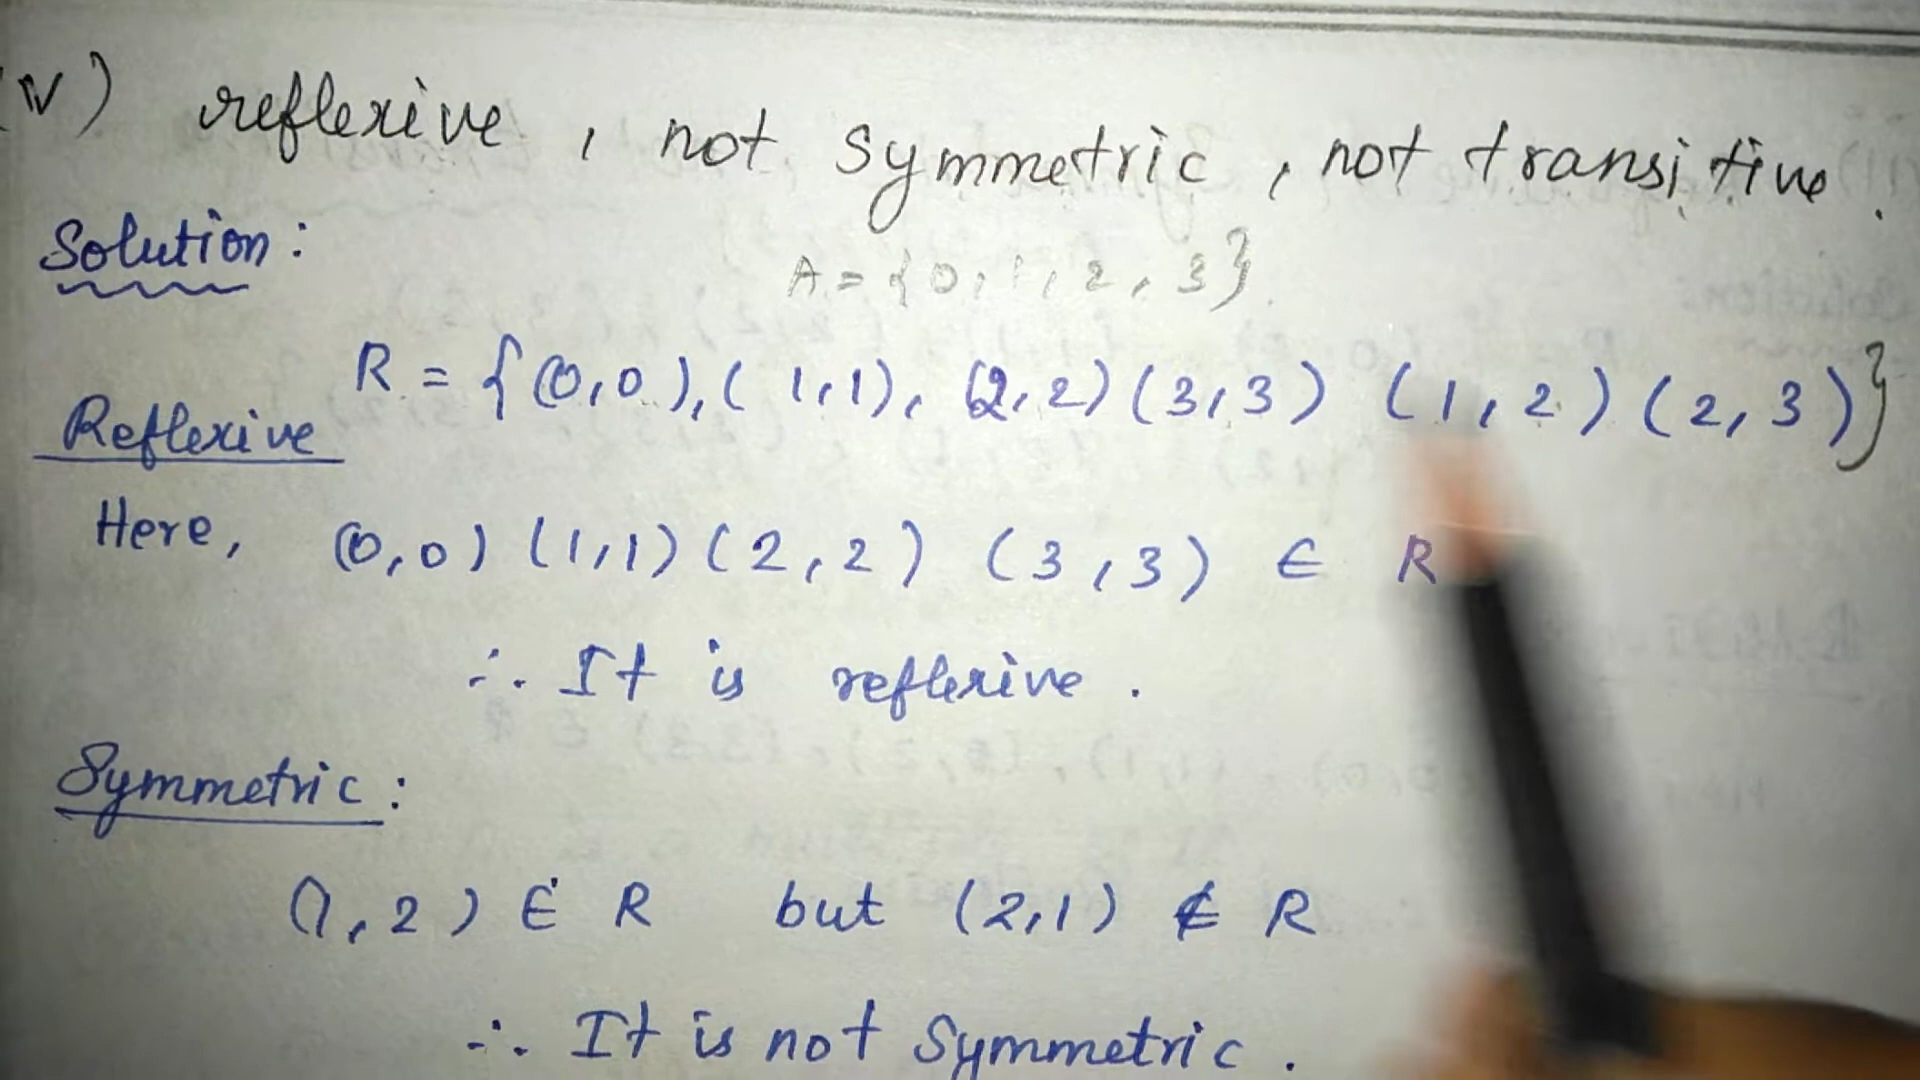 (iv) reflexive, not symmetric, not transitive.
Solution:
A = {0,1,2,3}.
R = {(0,0),(1,1),(2,2)(3,3) (1,2)(2,3)}
Reflexive
Here, (0,0) (1,1) (2,2) (3,3) ∈ R
∴ It is reflexive.
Symmetric:
(1,2) ∈ R but (2,1) ∉ R
∴ It is not symmetric.